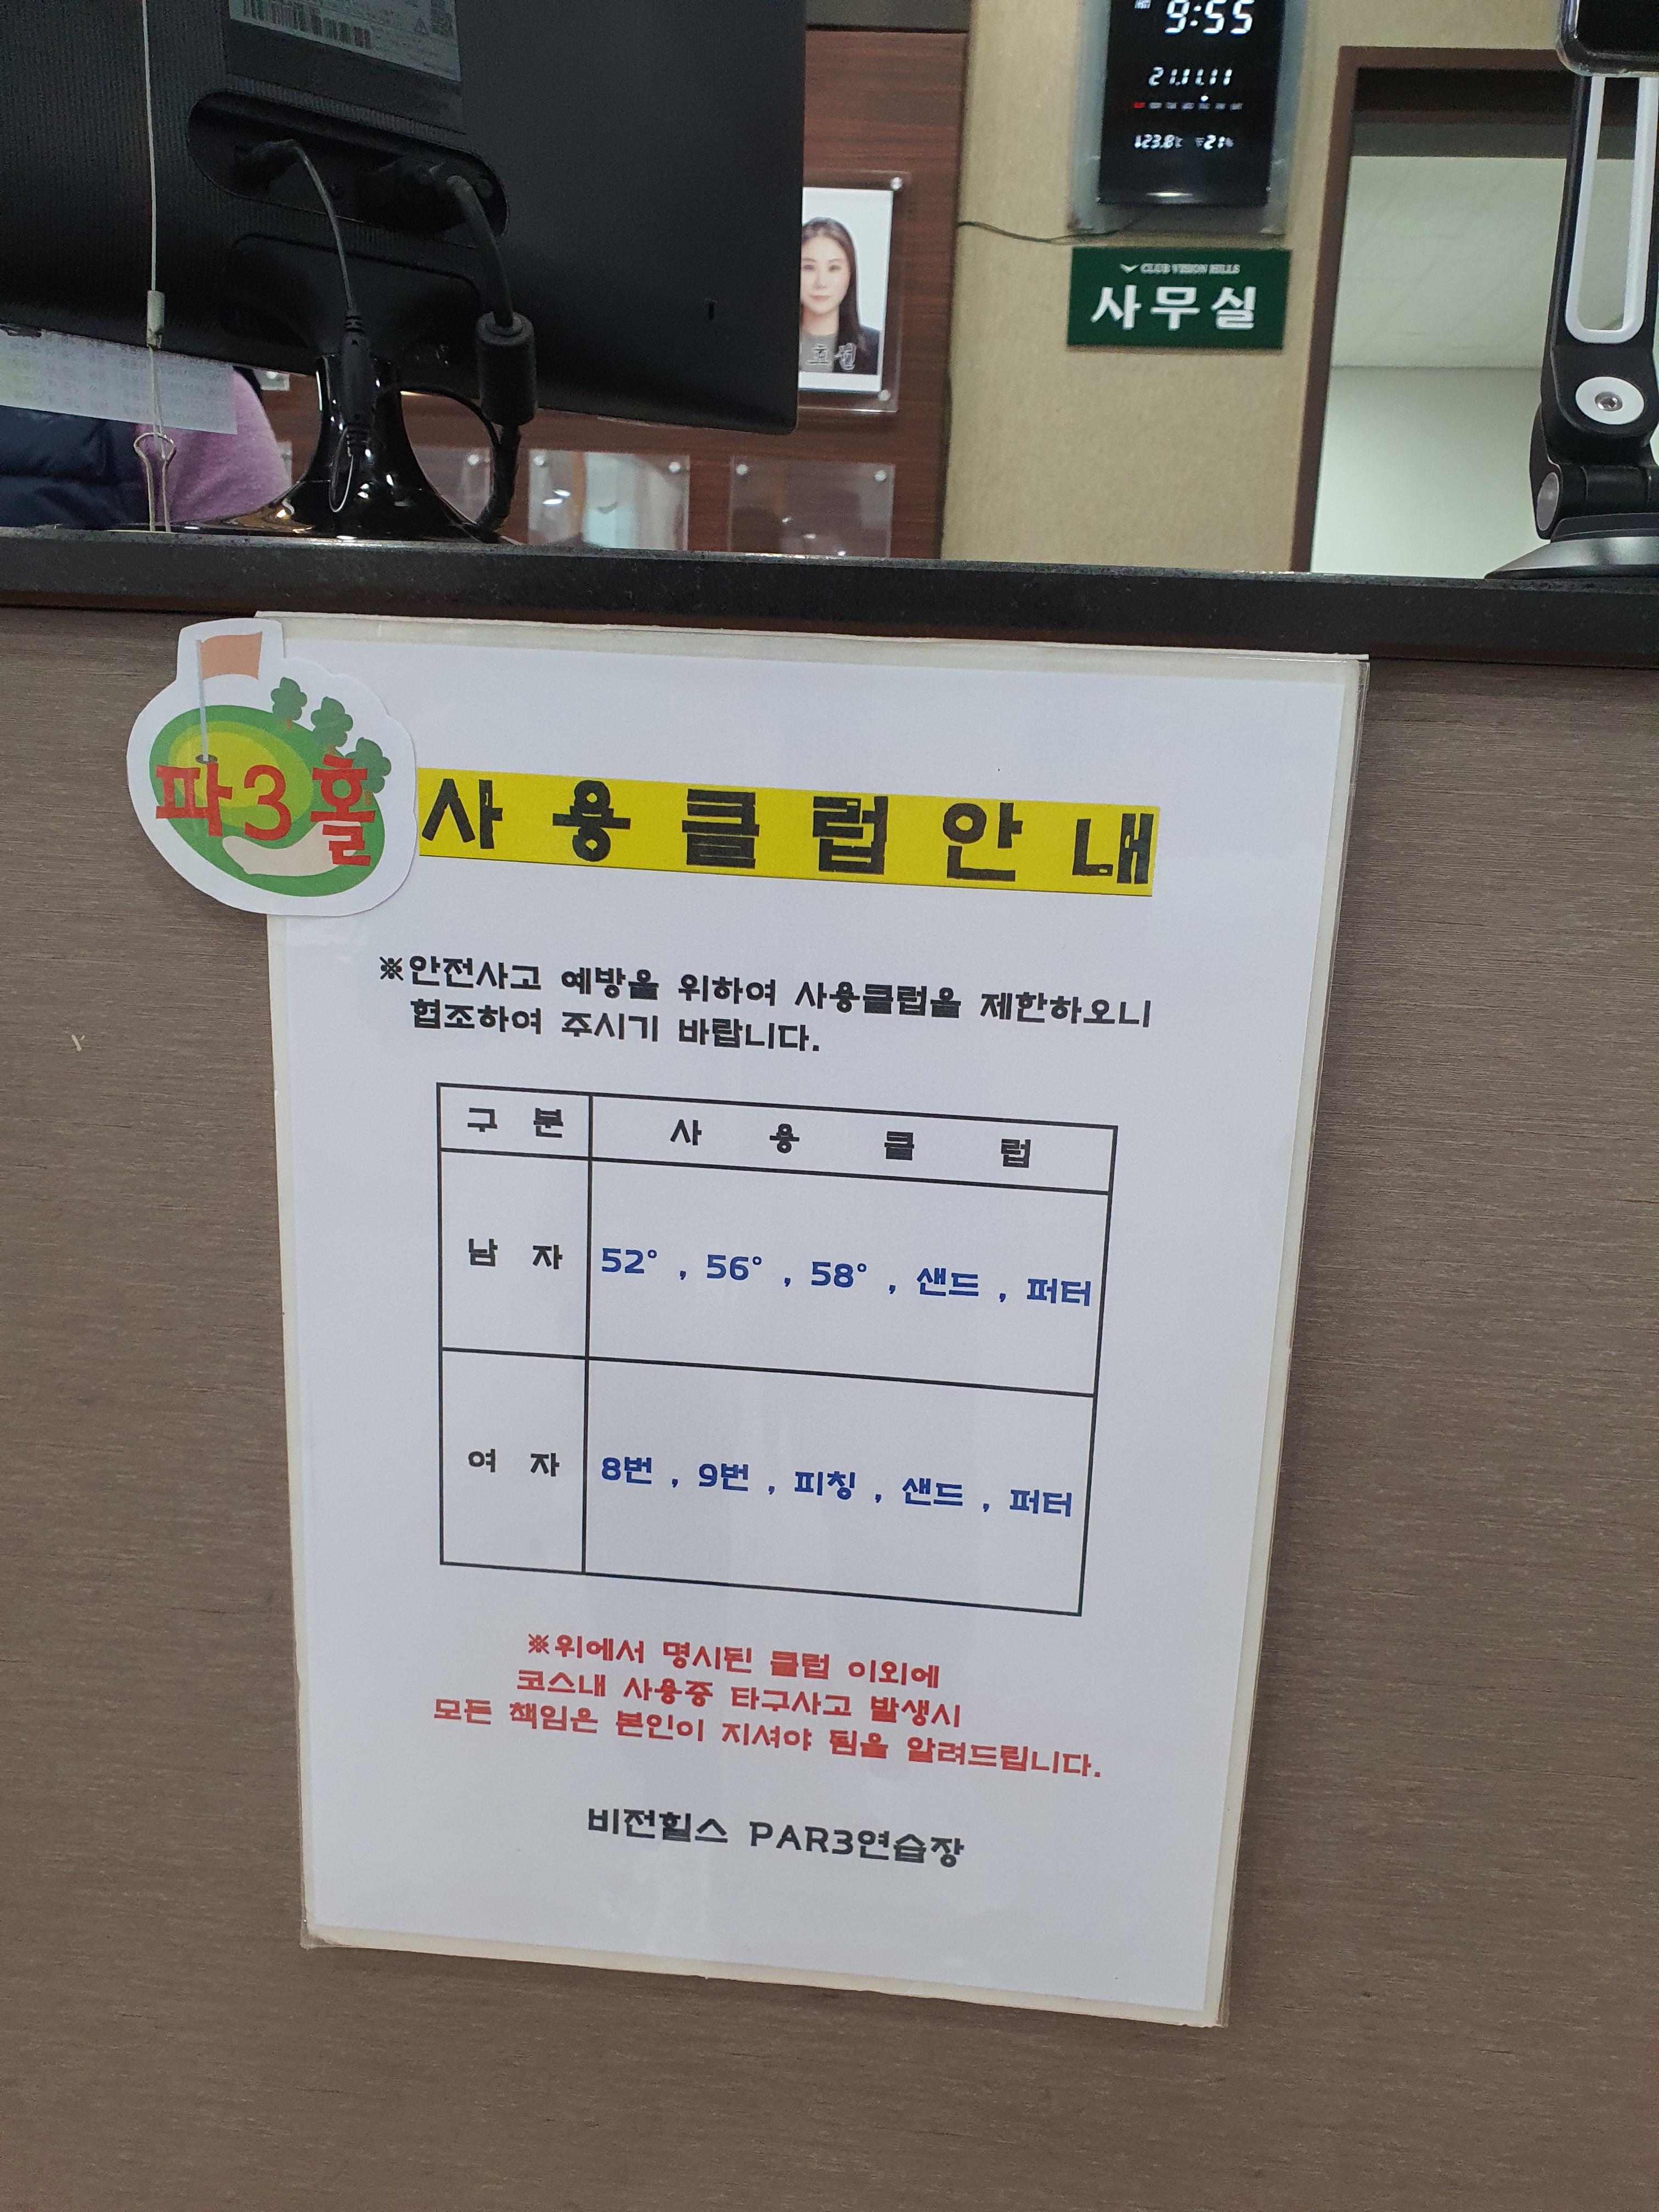 9:55
21.11.11
CLUB VISION HILLS
사무실
파3홀
사용클럽안내
※안전사고 예방을 위하여 사용클럽을 제한하오니
협조하여 주시기 바랍니다.
구 분 사 용 클 럽
남 자 52° , 56° , 58° , 샌드 , 퍼터
여 자 8번 , 9번 , 피칭 , 샌드 , 퍼터
※위에서 명시된 클럽 이외에
코스내 사용중 타구사고 발생시
모든 책임은 본인이 지셔야 됨을 알려드립니다.
비전힐스 PAR3연습장